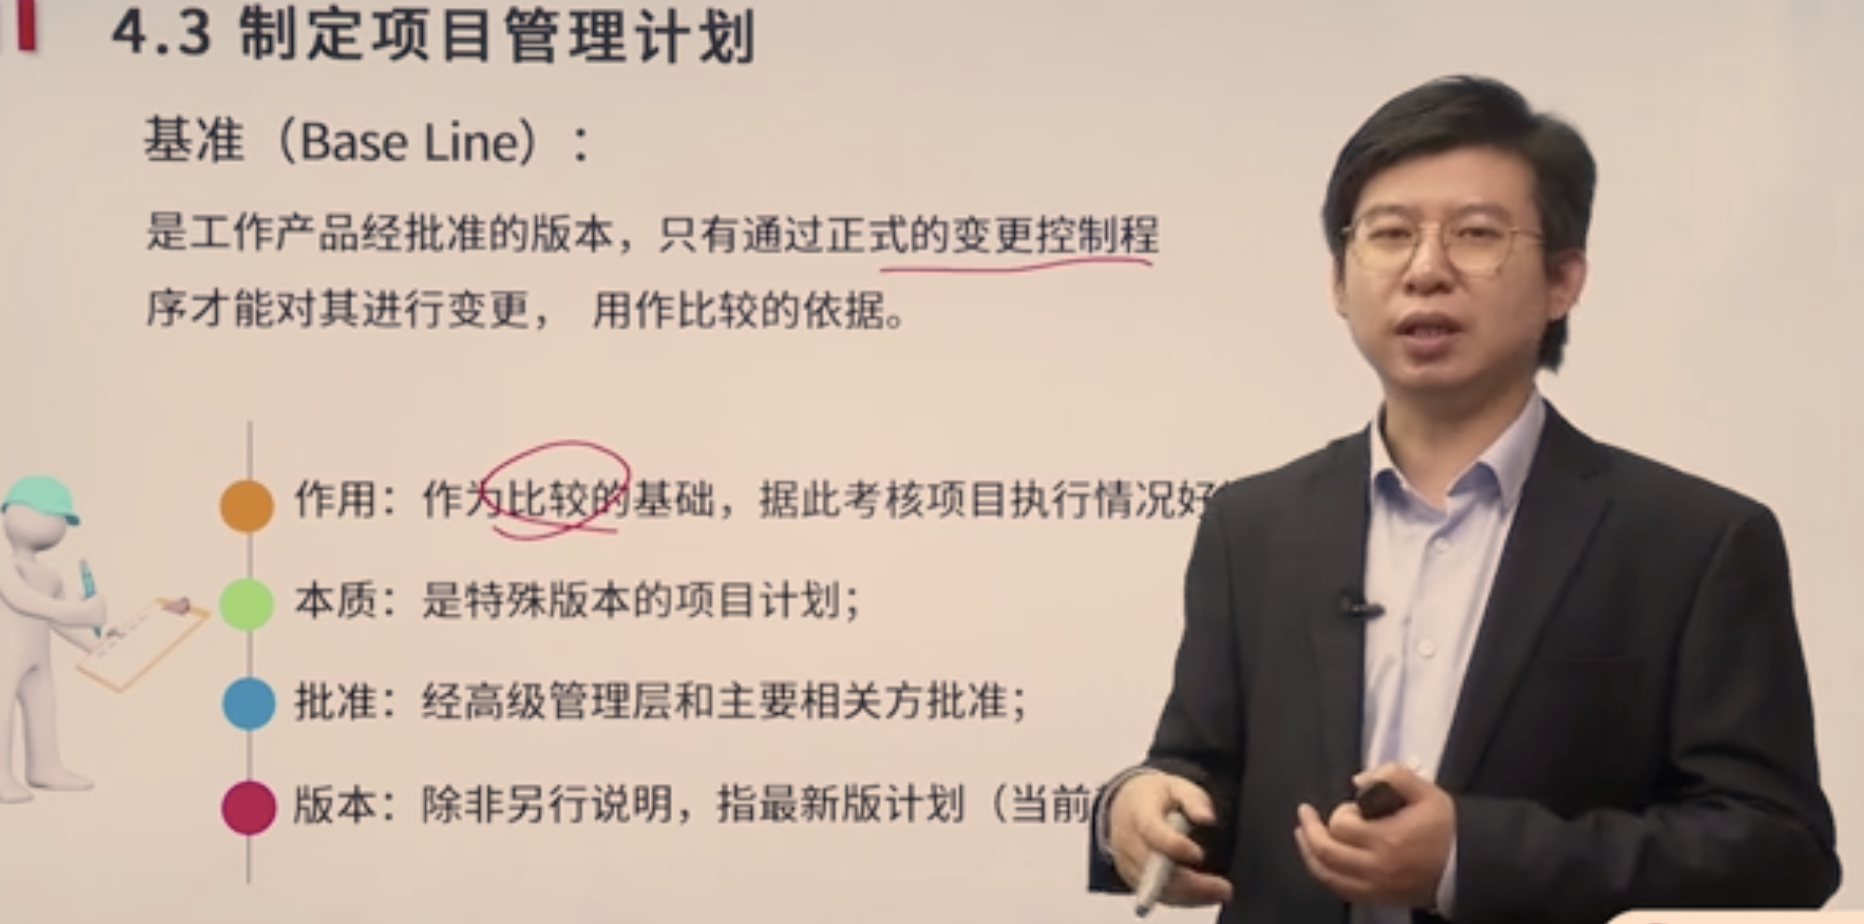 4.3 制定项目管理计划
基准（Base Line）：
是工作产品经批准的版本，只有通过正式的变更控制程
序才能对其进行变更， 用作比较的依据。
作用：作为比较的基础，据此考核项目执行情况好
本质：是特殊版本的项目计划；
批准：经高级管理层和主要相关方批准；
版本：除非另行说明，指最新版计划（当前